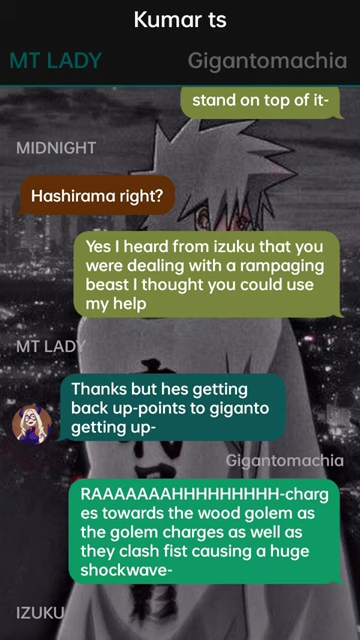 Kumar ts
MT LADY
Gigantomachia
stand on top of it-
MIDNIGHT
Hashirama right?
Yes I heard from izuku that you
were dealing with a rampaging
beast I thought you could use
my help
MT LADY
Thanks but hes getting
back up-points to giganto
getting up-
Gigantomachia
RAAAAAAAHHHHHHHHH-charg
es towards the wood golem as
the golem charges as well as
they clash fist causing a huge
shockwave-
IZUKU